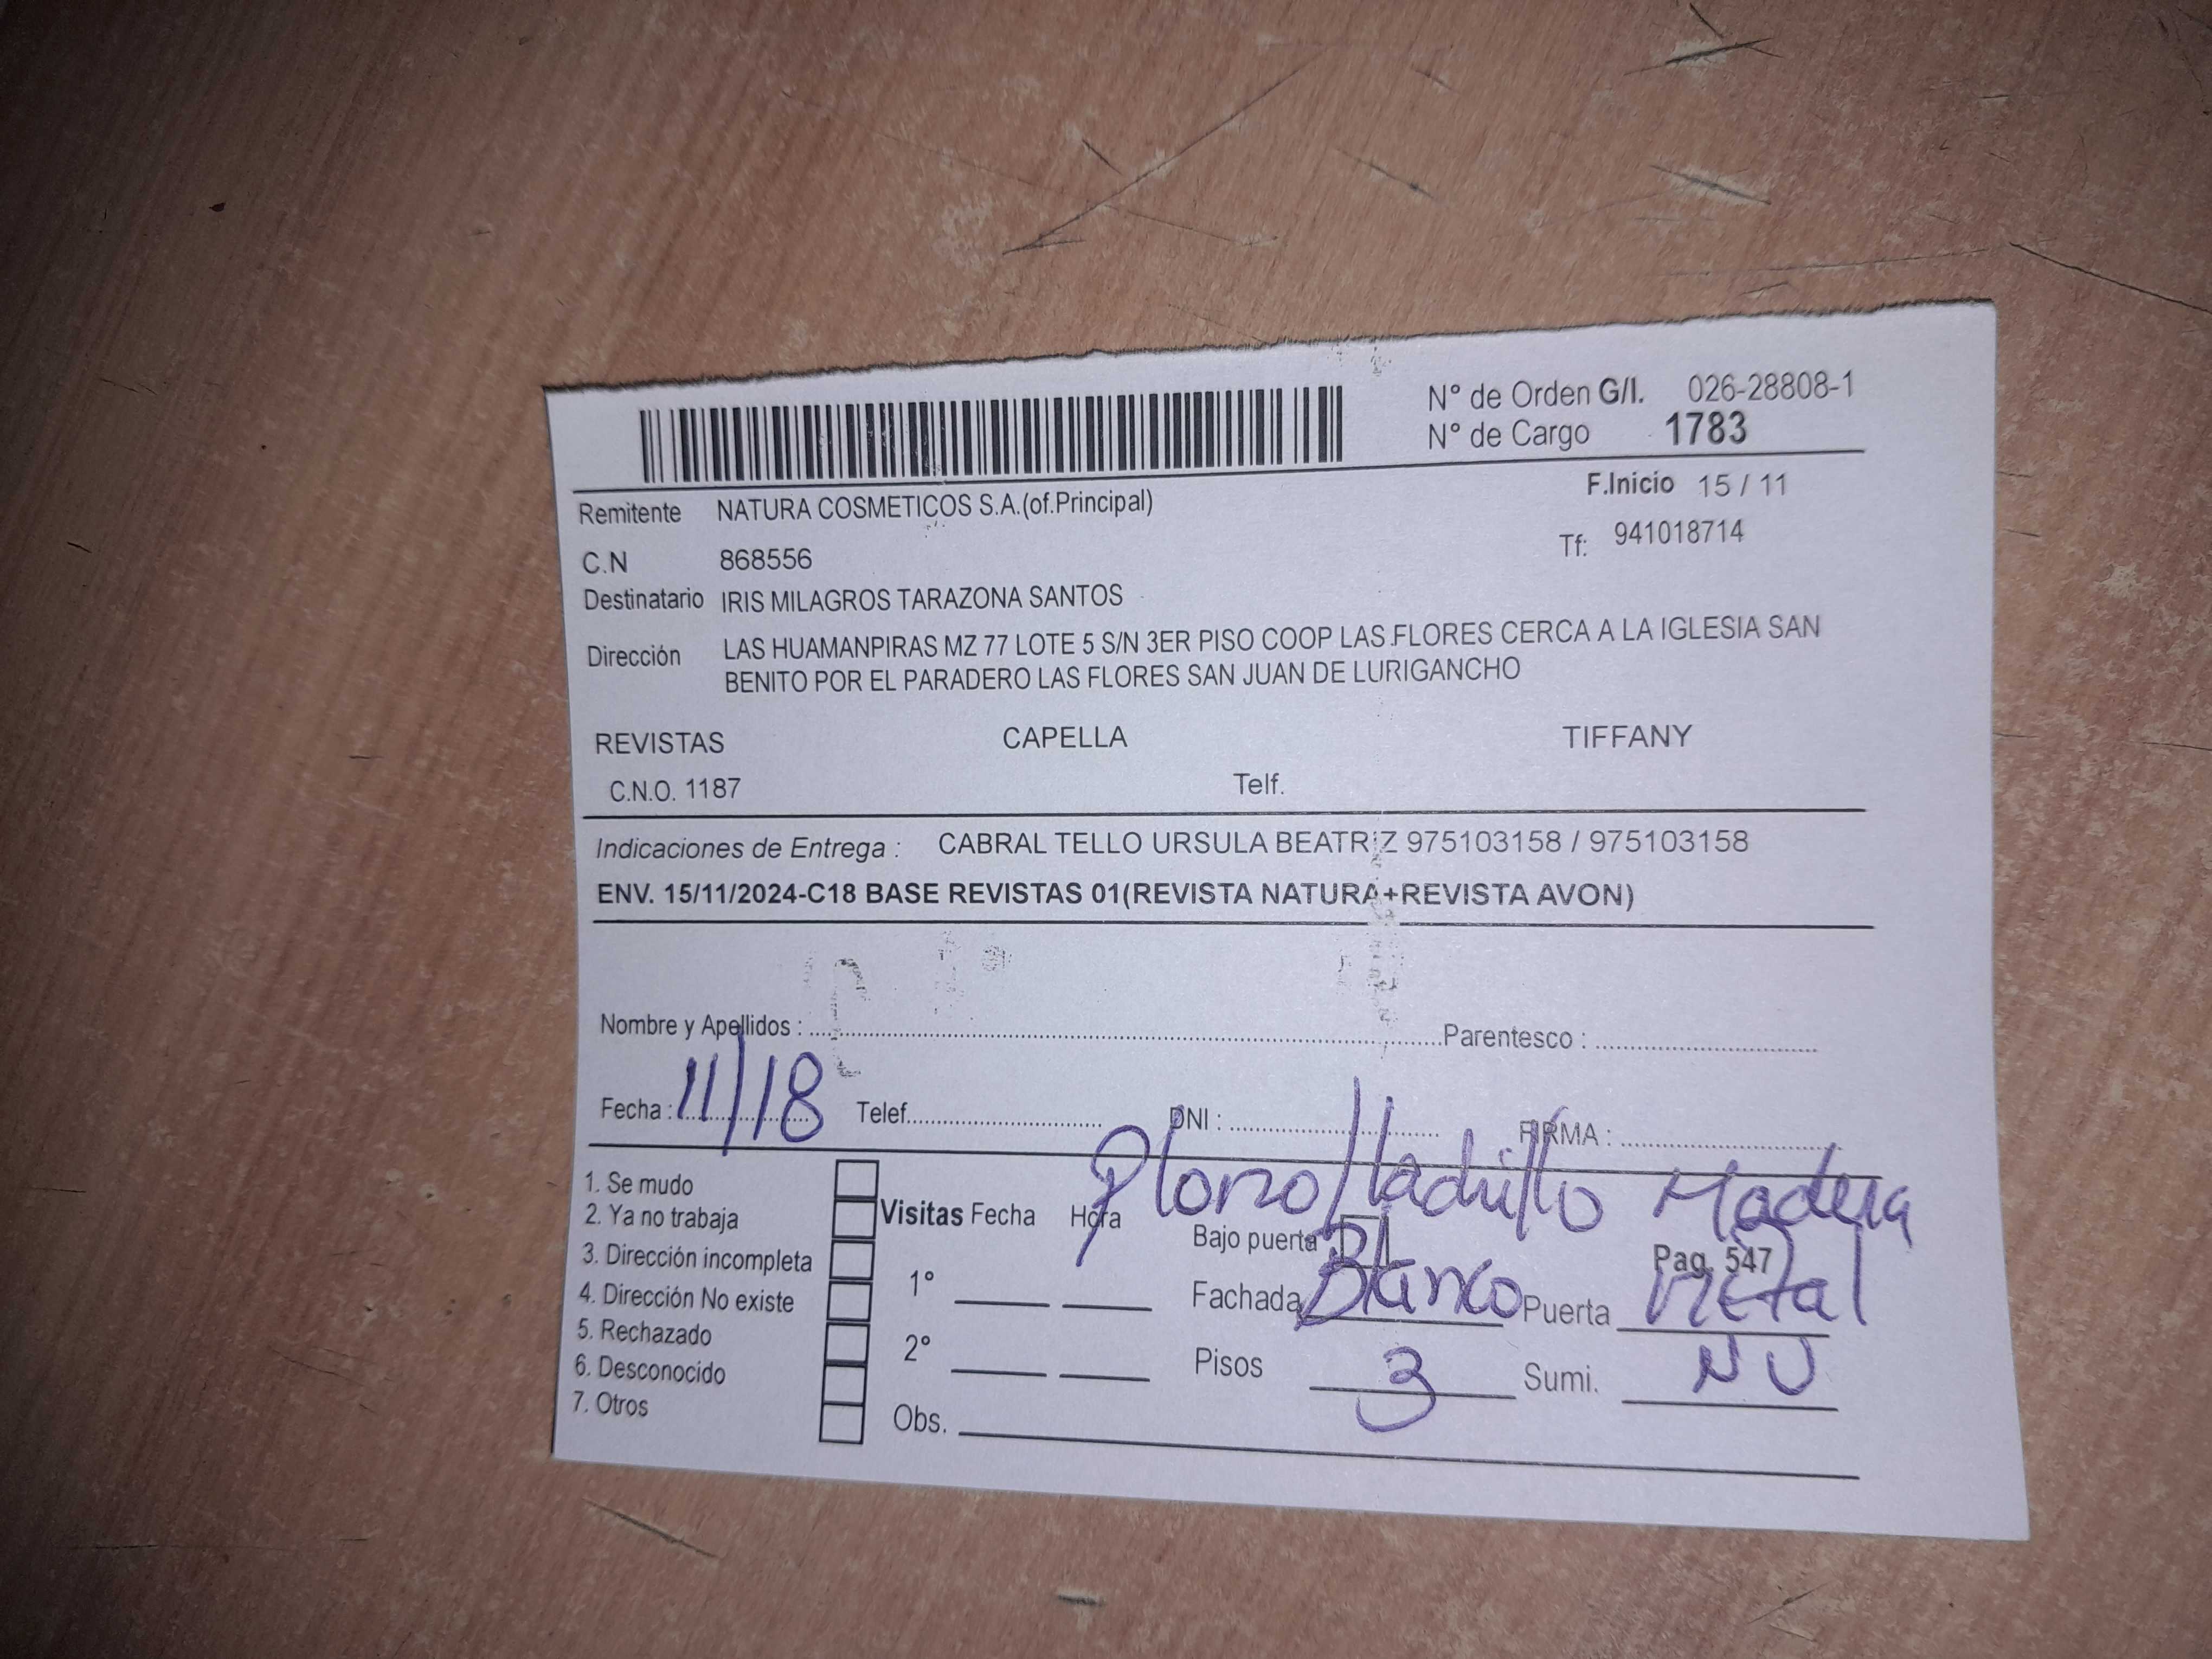 N° de Orden G/I. 026-28808-1
N° de Cargo 1783
F.Inicio 15 / 11
Remitente NATURA COSMETICOS S.A.(of.Principal)
Tf: 941018714
C.N 868556
Destinatario IRIS MILAGROS TARAZONA SANTOS
Dirección LAS HUAMANPIRAS MZ 77 LOTE 5 S/N 3ER PISO COOP LAS FLORES CERCA A LA IGLESIA SAN
BENITO POR EL PARADERO LAS FLORES SAN JUAN DE LURIGANCHO
REVISTAS CAPELLA TIFFANY
C.N.O. 1187 Telf.
Indicaciones de Entrega : CABRAL TELLO URSULA BEATRIZ 975103158 / 975103158
ENV. 15/11/2024-C18 BASE REVISTAS 01(REVISTA NATURA+REVISTA AVON)
Nombre y Apellidos : Parentesco :
Fecha : 11/18 Telef. DNI : FIRMA :
Plomo/ladrillo Madera
1. Se mudo
2. Ya no trabaja
3. Dirección incompleta
4. Dirección No existe
5. Rechazado
6. Desconocido
7. Otros
Visitas Fecha Hora
1°
2°
Obs.
Bajo puerta Pag. 547
Fachada Blanco Puerta Metal
Pisos 3 Sumi.